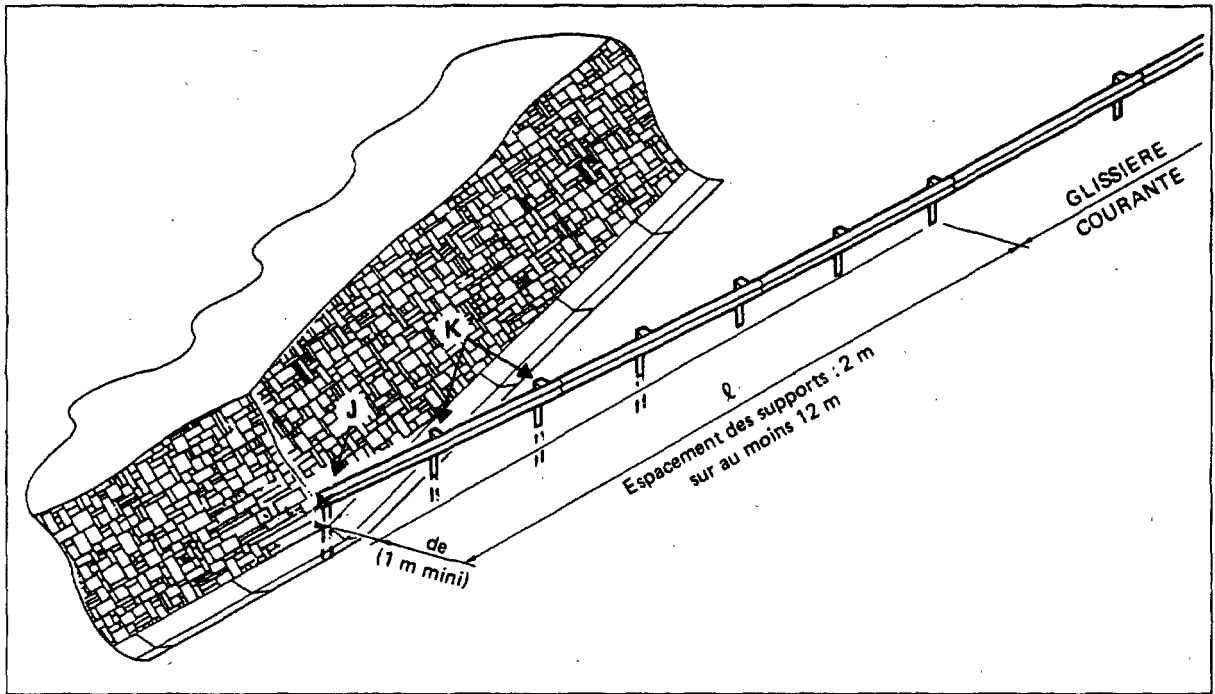 GLISSIERE
COURANTE
K
J
ℓ
Espacement des supports : 2 m
sur au moins 12 m
de
(1 m mini)